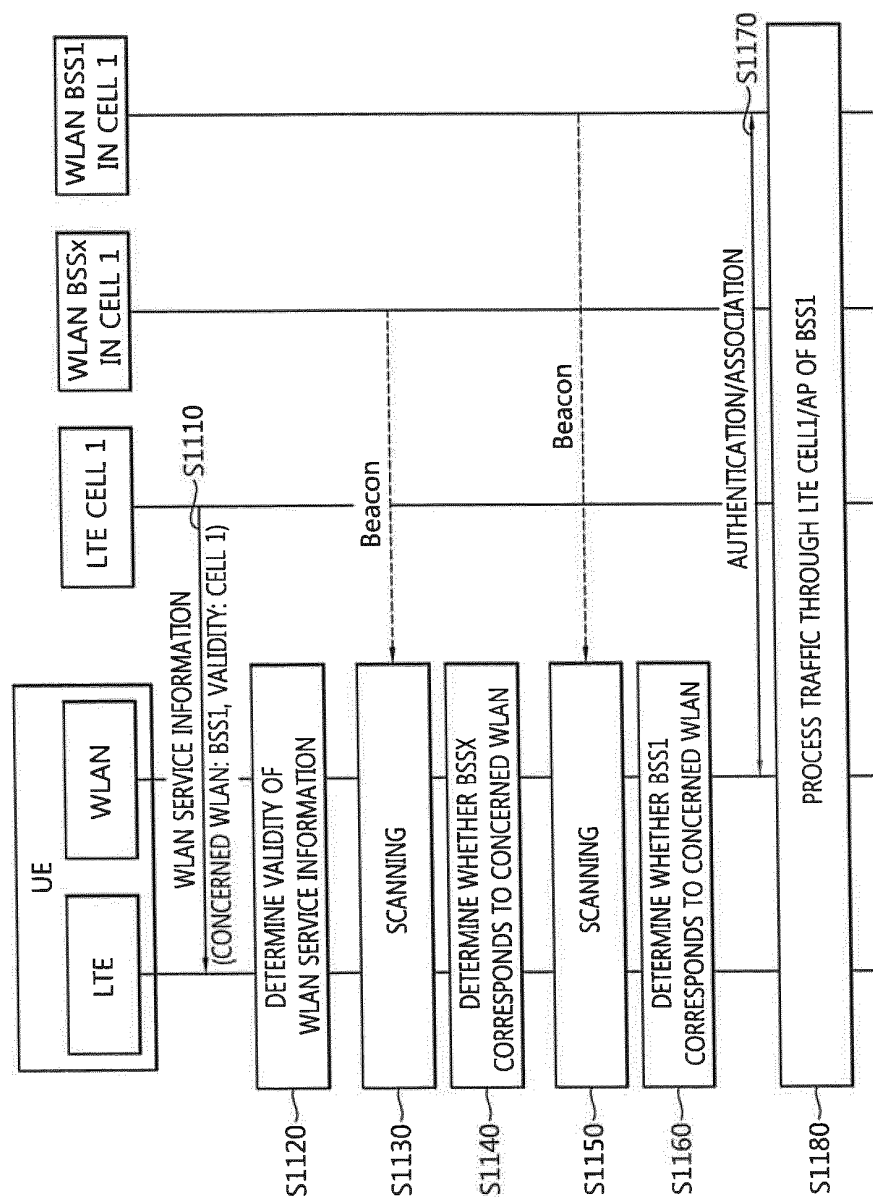 UE
LTE
WLAN
LTE CELL 1
WLAN BSSx
IN CELL 1
WLAN BSS1
IN CELL 1
WLAN SERVICE INFORMATION
(CONCERNED WLAN: BSS1, VALIDITY: CELL 1)
S1110
S1120
DETERMINE VALIDITY OF
WLAN SERVICE INFORMATION
Beacon
S1130
SCANNING
S1140
DETERMINE WHETHER BSSX
CORRESPONDS TO CONCERNED WLAN
Beacon
S1150
SCANNING
S1160
DETERMINE WHETHER BSS1
CORRESPONDS TO CONCERNED WLAN
AUTHENTICATION/ASSOCIATION
S1170
S1180
PROCESS TRAFFIC THROUGH LTE CELL1/AP OF BSS1